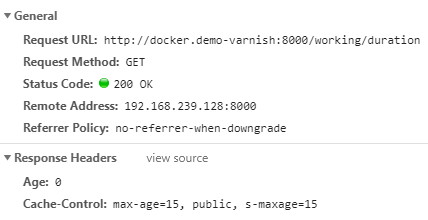 General
Request URL: http://docker.demo-varnish:8000/working/duration
Request Method: GET
Status Code: 200 OK
Remote Address: 192.168.239.128:8000
Referrer Policy: no-referrer-when-downgrade
Response Headers view source
Age: 0
Cache-Control: max-age=15, public, s-maxage=15